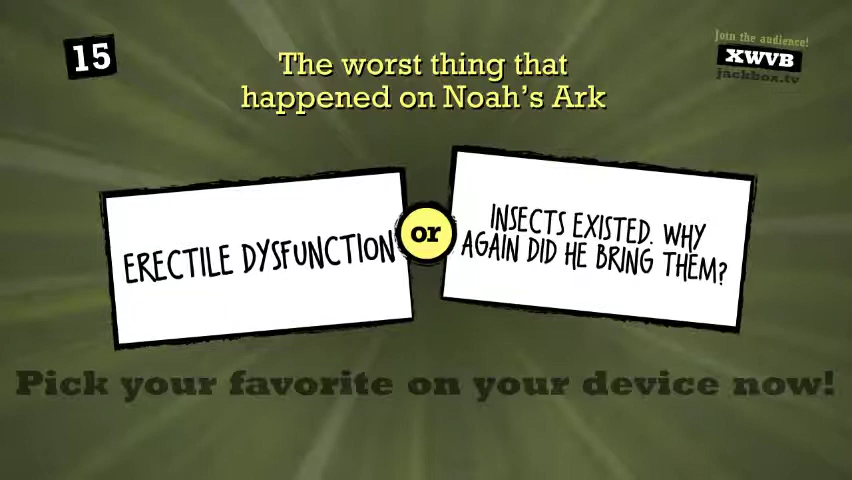 15
Join the audience!
XWVB
jackbox.tv
The worst thing that
happened on Noah's Ark
ERECTILE DYSFUNCTION
or
INSECTS EXISTED. WHY
AGAIN DID HE BRING THEM?
Pick your favorite on your device now!